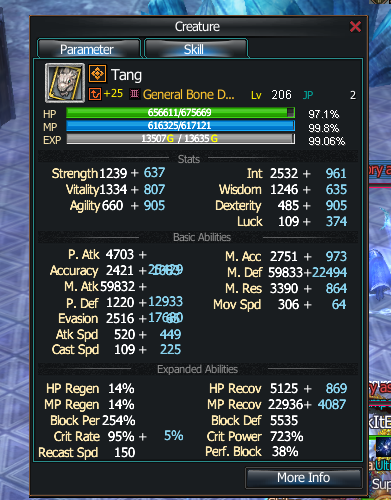 Creature
Parameter Skill
Tang
+25 III General Bone D... Lv 206 JP 2
HP 656611/675669 97.1%
MP 616325/617121 99.8%
EXP 13507G / 13635G 99.06%
Stats
Strength 1239 + 637 Int 2532 + 961
Vitality 1334 + 807 Wisdom 1246 + 635
Agility 660 + 905 Dexterity 485 + 905
Luck 109 + 374
Basic Abilities
P. Atk 4703 + M. Acc 2751 + 973
Accuracy 2421 + M. Def 59833 + 22494
M. Atk 59832 + M. Res 3390 + 864
P. Def 1220 + 12933 Mov Spd 306 + 64
Evasion 2516 +
Atk Spd 520 + 449
Cast Spd 109 + 225
Expanded Abilities
HP Regen 14% HP Recov 5125 + 869
MP Regen 14% MP Recov 22936 + 4087
Block Per 254% Block Def 5535
Crit Rate 95% + 5% Crit Power 723%
Recast Spd 150 Perf. Block 38%
More Info